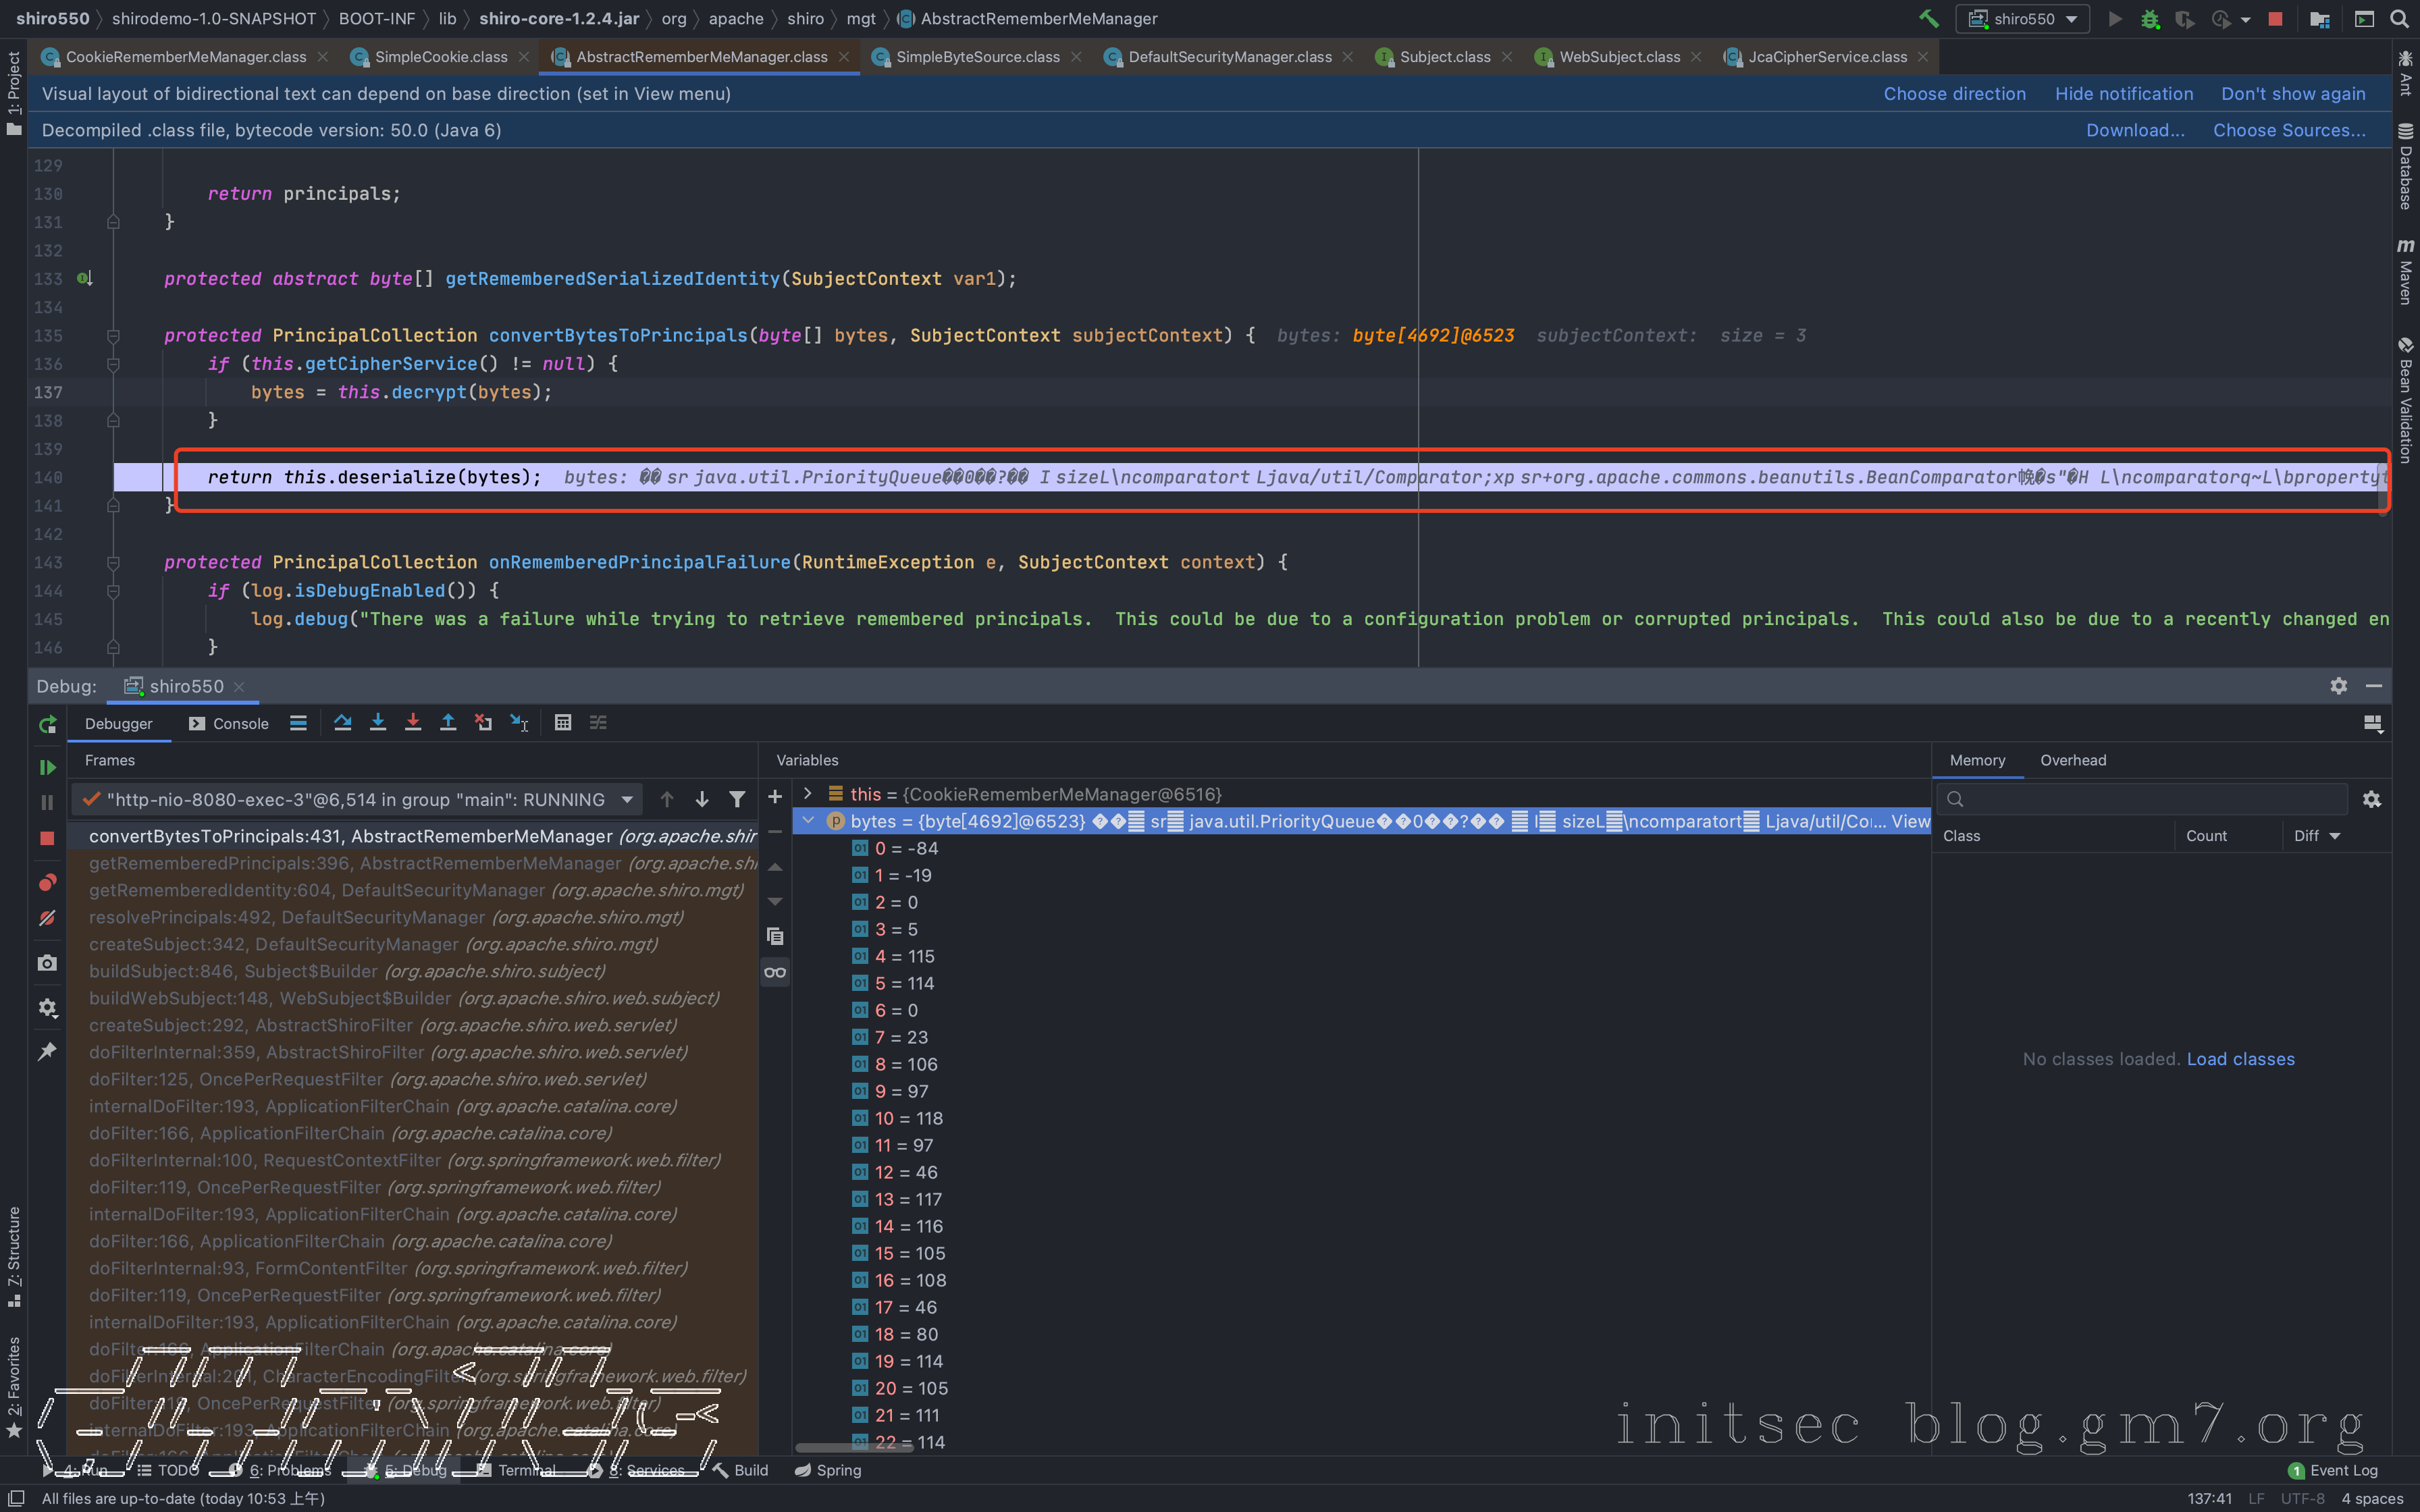 shiro550 shirodemo-1.0-SNAPSHOT BOOT-INF lib shiro-core-1.2.4.jar org apache shiro mgt AbstractRememberMeManager shiro550
CookieRememberMeManager.class SimpleCookie.class AbstractRememberMeManager.class SimpleByteSource.class DefaultSecurityManager.class Subject.class WebSubject.class JcaCipherService.class
Visual layout of bidirectional text can depend on base direction (set in View menu) Choose direction Hide notification Don't show again
Decompiled .class file, bytecode version: 50.0 (Java 6) Download... Choose Sources...
129
130 return principals;
131 }
132
133 protected abstract byte[] getRememberedSerializedIdentity(SubjectContext var1);
134
135 protected PrincipalCollection convertBytesToPrincipals(byte[] bytes, SubjectContext subjectContext) { bytes: byte[4692]@6523 subjectContext: size = 3
136 if (this.getCipherService() != null) {
137 bytes = this.decrypt(bytes);
138 }
139
140 return this.deserialize(bytes); bytes: �� sr java.util.PriorityQueue��0��?�� I sizeL\ncomparatort Ljava/util/Comparator;xp sr+org.apache.commons.beanutils.BeanComparator�s"�H L\ncomparatorq~L\bpropertyt
141 }
142
143 protected PrincipalCollection onRememberedPrincipalFailure(RuntimeException e, SubjectContext context) {
144 if (log.isDebugEnabled()) {
145 log.debug("There was a failure while trying to retrieve remembered principals.  This could be due to a configuration problem or corrupted principals.  This could also be due to a recently changed en
146 }
Debug: shiro550
Debugger Console
Frames
"http-nio-8080-exec-3"@6,514 in group "main": RUNNING
convertBytesToPrincipals:431, AbstractRememberMeManager (org.apache.shir
getRememberedPrincipals:396, AbstractRememberMeManager (org.apache.shi
getRememberedIdentity:604, DefaultSecurityManager (org.apache.shiro.mgt)
resolvePrincipals:492, DefaultSecurityManager (org.apache.shiro.mgt)
createSubject:342, DefaultSecurityManager (org.apache.shiro.mgt)
buildSubject:846, Subject$Builder (org.apache.shiro.subject)
buildWebSubject:148, WebSubject$Builder (org.apache.shiro.web.subject)
createSubject:292, AbstractShiroFilter (org.apache.shiro.web.servlet)
doFilterInternal:359, AbstractShiroFilter (org.apache.shiro.web.servlet)
doFilter:125, OncePerRequestFilter (org.apache.shiro.web.servlet)
internalDoFilter:193, ApplicationFilterChain (org.apache.catalina.core)
doFilter:166, ApplicationFilterChain (org.apache.catalina.core)
doFilterInternal:100, RequestContextFilter (org.springframework.web.filter)
doFilter:119, OncePerRequestFilter (org.springframework.web.filter)
internalDoFilter:193, ApplicationFilterChain (org.apache.catalina.core)
doFilter:166, ApplicationFilterChain (org.apache.catalina.core)
doFilterInternal:93, FormContentFilter (org.springframework.web.filter)
doFilter:119, OncePerRequestFilter (org.springframework.web.filter)
internalDoFilter:193, ApplicationFilterChain (org.apache.catalina.core)
doFilter:166, ApplicationFilterChain (org.apache.catalina.core)
doFilterInternal:201, CharacterEncodingFilter (org.springframework.web.filter)
doFilter:119, OncePerRequestFilter (org.springframework.web.filter)
internalDoFilter:193, ApplicationFilterChain (org.apache.catalina.core)
Variables
this = {CookieRememberMeManager@6516}
bytes = {byte[4692]@6523} �� sr java.util.PriorityQueue��0��?�� I sizeL \ncomparatort Ljava/util/Co... View
0 = -84
1 = -19
2 = 0
3 = 5
4 = 115
5 = 114
6 = 0
7 = 23
8 = 106
9 = 97
10 = 118
11 = 97
12 = 46
13 = 117
14 = 116
15 = 105
16 = 108
17 = 46
18 = 80
19 = 114
20 = 105
21 = 111
22 = 114
Memory Overhead
Class Count Diff
No classes loaded. Load classes
1: Project
7: Structure
2: Favorites
Ant
Database
Maven
Bean Validation
initsec blog.gm7.org
4: Run TODO 6: Problems 5: Debug Terminal 8: Services Build Spring 1 Event Log
All files are up-to-date (today 10:53 上午) 137:41 LF UTF-8 4 spaces